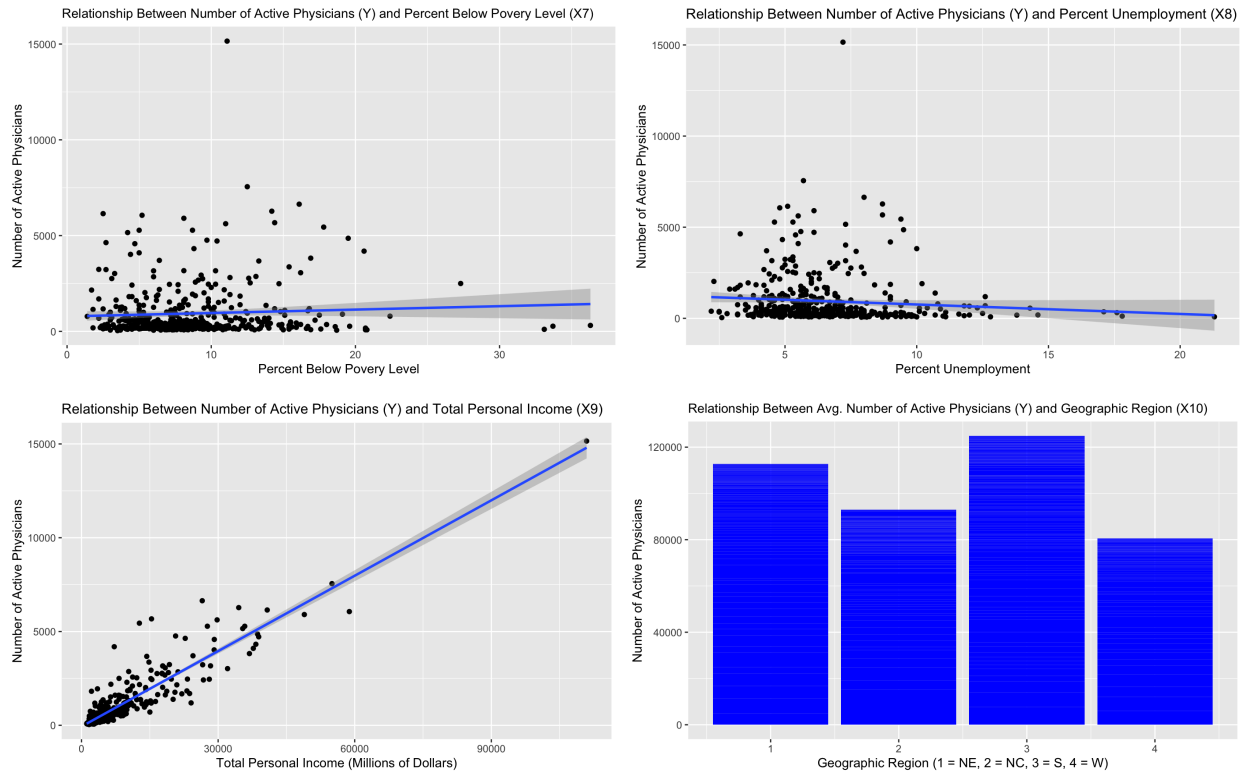 Relationship Between Number of Active Physicians (Y) and Percent Below Povery Level (X7)
15000
10000
5000
0
Number of Active Physicians
0 10 20 30
Percent Below Povery Level
Relationship Between Number of Active Physicians (Y) and Percent Unemployment (X8)
15000
10000
5000
0
Number of Active Physicians
5 10 15 20
Percent Unemployment
Relationship Between Number of Active Physicians (Y) and Total Personal Income (X9)
15000
10000
5000
0
Number of Active Physicians
0 30000 60000 90000
Total Personal Income (Millions of Dollars)
Relationship Between Avg. Number of Active Physicians (Y) and Geographic Region (X10)
120000
80000
40000
0
Number of Active Physicians
1 2 3 4
Geographic Region (1 = NE, 2 = NC, 3 = S, 4 = W)